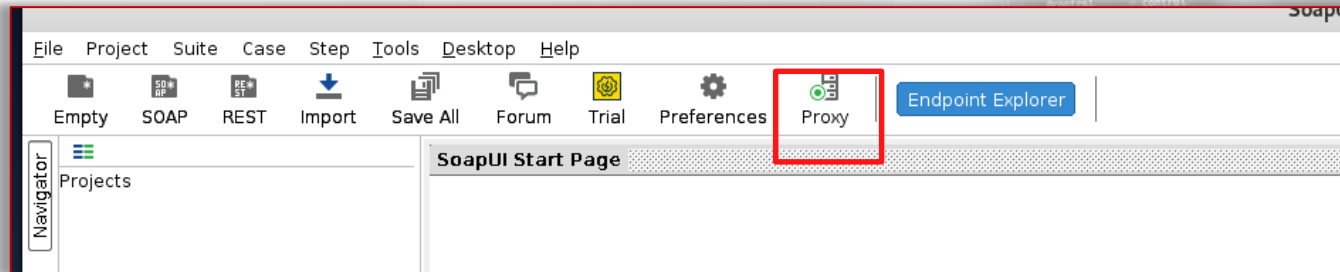 File Project Suite Case Step Tools Desktop Help
Empty SOAP REST Import Save All Forum Trial Preferences Proxy Endpoint Explorer
Navigator
Projects
SoapUI Start Page